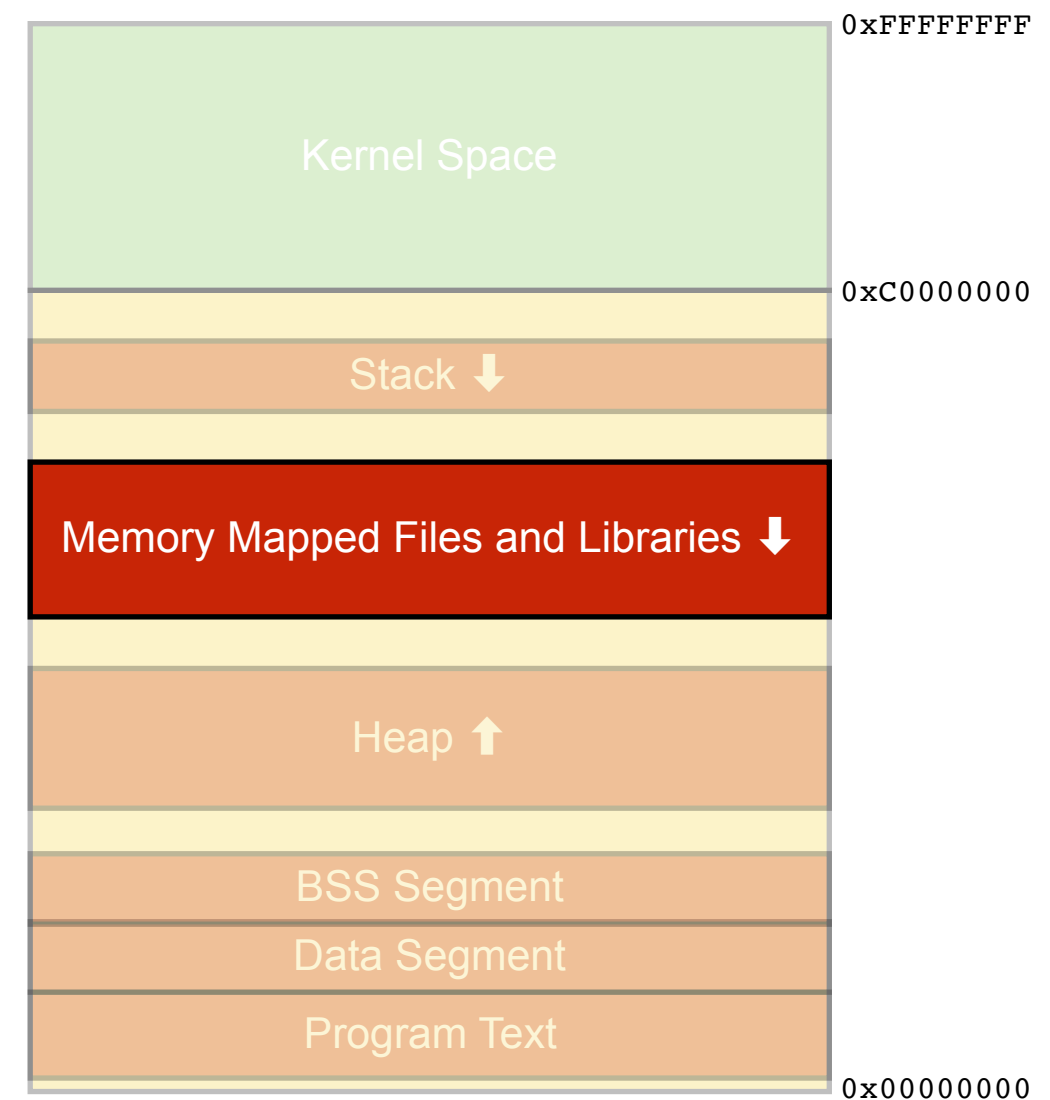 0xFFFFFFFF
Kernel Space
0xC0000000
Stack ⬇
Memory Mapped Files and Libraries ⬇
Heap ⬆
BSS Segment
Data Segment
Program Text
0x00000000